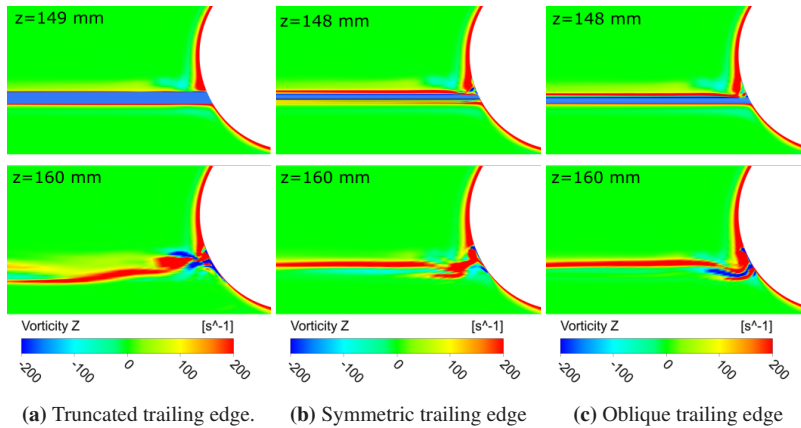 z=149 mm
z=148 mm
z=148 mm
z=160 mm
z=160 mm
z=160 mm
Vorticity Z [s^-1]
Vorticity Z [s^-1]
Vorticity Z [s^-1]
-200 -100 0 100 200
-200 -100 0 100 200
-200 -100 0 100 200
(a) Truncated trailing edge.
(b) Symmetric trailing edge
(c) Oblique trailing edge